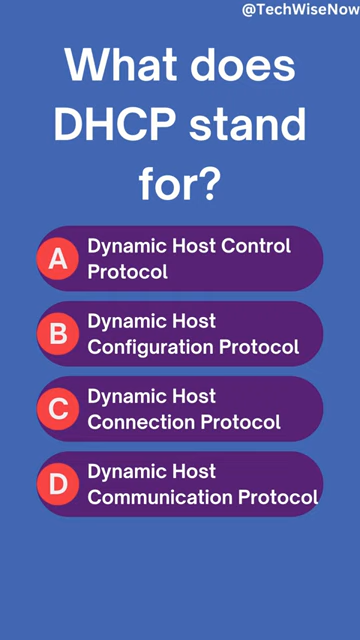 @TechWiseNow
What does
DHCP stand
for?
A
Dynamic Host Control
Protocol
B
Dynamic Host
Configuration Protocol
C
Dynamic Host
Connection Protocol
D
Dynamic Host
Communication Protocol